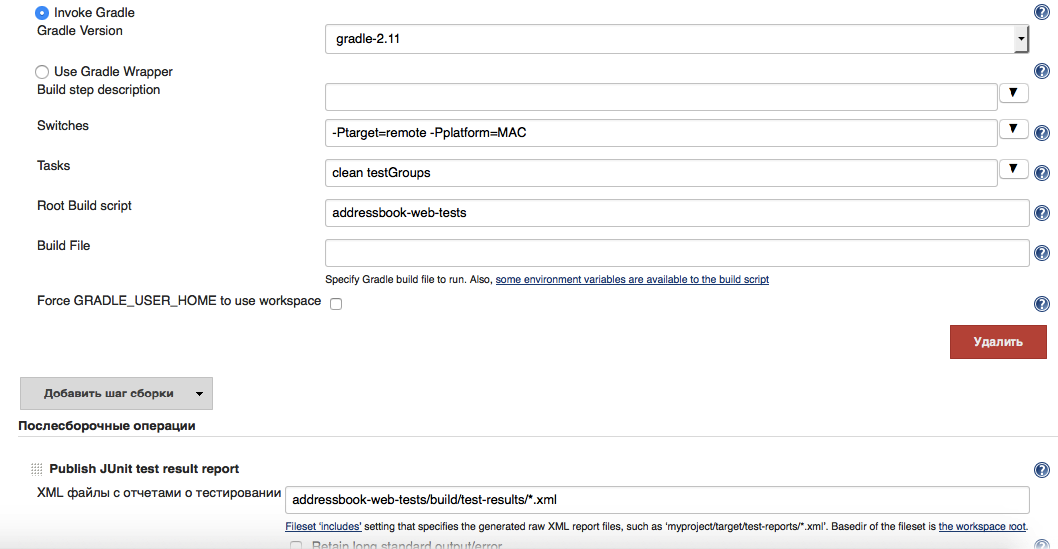 Invoke Gradle
Gradle Version
gradle-2.11
Use Gradle Wrapper
Build step description
Switches
-Ptarget=remote -Pplatform=MAC
Tasks
clean testGroups
Root Build script
addressbook-web-tests
Build File
Specify Gradle build file to run. Also, some environment variables are available to the build script
Force GRADLE_USER_HOME to use workspace
Удалить
Добавить шаг сборки
Послесборочные операции
Publish JUnit test result report
XML файлы с отчетами о тестировании
addressbook-web-tests/build/test-results/*.xml
Fileset 'includes' setting that specifies the generated raw XML report files, such as 'myproject/target/test-reports/*.xml'. Basedir of the fileset is the workspace root.
Retain long standard output/error